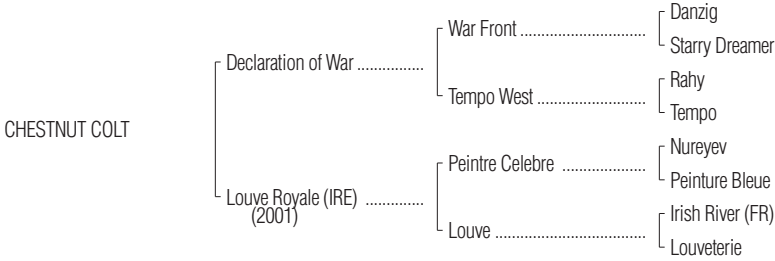 Danzig
War Front ..............................
Starry Dreamer
Declaration of War ................
Rahy
Tempo West ..........................
Tempo
CHESTNUT COLT
Nureyev
Peintre Celebre ....................
Peinture Bleue
Louve Royale (IRE) ..............
(2001)
Irish River (FR)
Louve ....................................
Louveterie